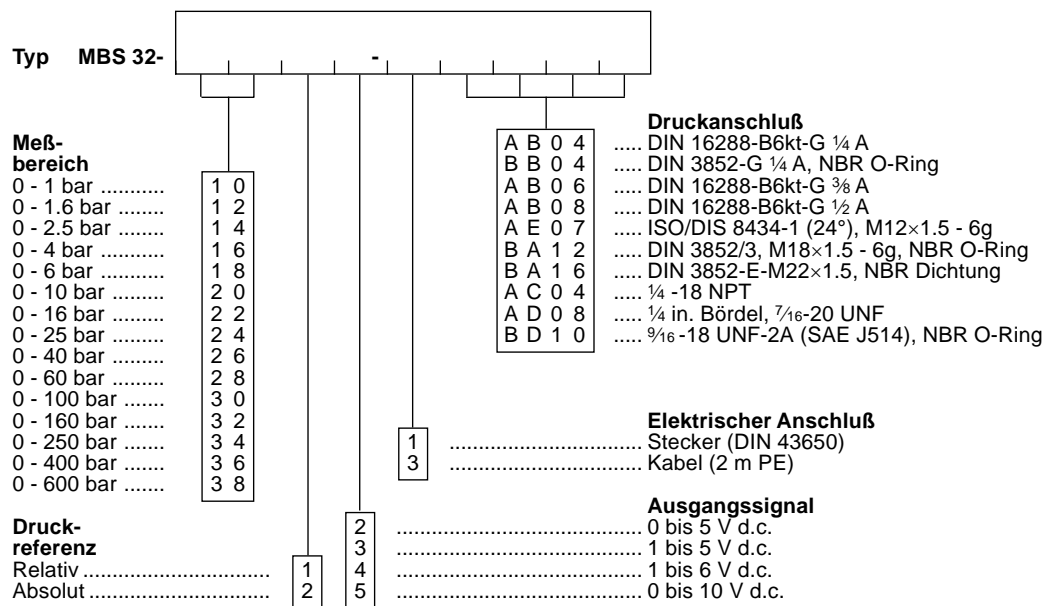 Typ MBS 32- -
Meß-
bereich
0 - 1 bar ........... 1 0
0 - 1.6 bar ........ 1 2
0 - 2.5 bar ........ 1 4
0 - 4 bar ........... 1 6
0 - 6 bar ........... 1 8
0 - 10 bar ......... 2 0
0 - 16 bar ......... 2 2
0 - 25 bar ......... 2 4
0 - 40 bar ......... 2 6
0 - 60 bar ......... 2 8
0 - 100 bar ....... 3 0
0 - 160 bar ....... 3 2
0 - 250 bar ....... 3 4
0 - 400 bar ....... 3 6
0 - 600 bar ....... 3 8
Druck-
referenz
Relativ ............................... 1
Absolut .............................. 2
Druckanschluß
A B 0 4 ..... DIN 16288-B6kt-G ¼ A
B B 0 4 ..... DIN 3852-G ¼ A, NBR O-Ring
A B 0 6 ..... DIN 16288-B6kt-G ⅜ A
A B 0 8 ..... DIN 16288-B6kt-G ½ A
A E 0 7 ..... ISO/DIS 8434-1 (24°), M12×1.5 - 6g
B A 1 2 ..... DIN 3852/3, M18×1.5 - 6g, NBR O-Ring
B A 1 6 ..... DIN 3852-E-M22×1.5, NBR Dichtung
A C 0 4 ..... ¼ -18 NPT
A D 0 8 ..... ¼ in. Bördel, 7⁄16-20 UNF
B D 1 0 ..... 9⁄16 -18 UNF-2A (SAE J514), NBR O-Ring
Elektrischer Anschluß
1 ................................ Stecker (DIN 43650)
3 ................................ Kabel (2 m PE)
Ausgangssignal
2 ........................................ 0 bis 5 V d.c.
3 ........................................ 1 bis 5 V d.c.
4 ........................................ 1 bis 6 V d.c.
5 ........................................ 0 bis 10 V d.c.